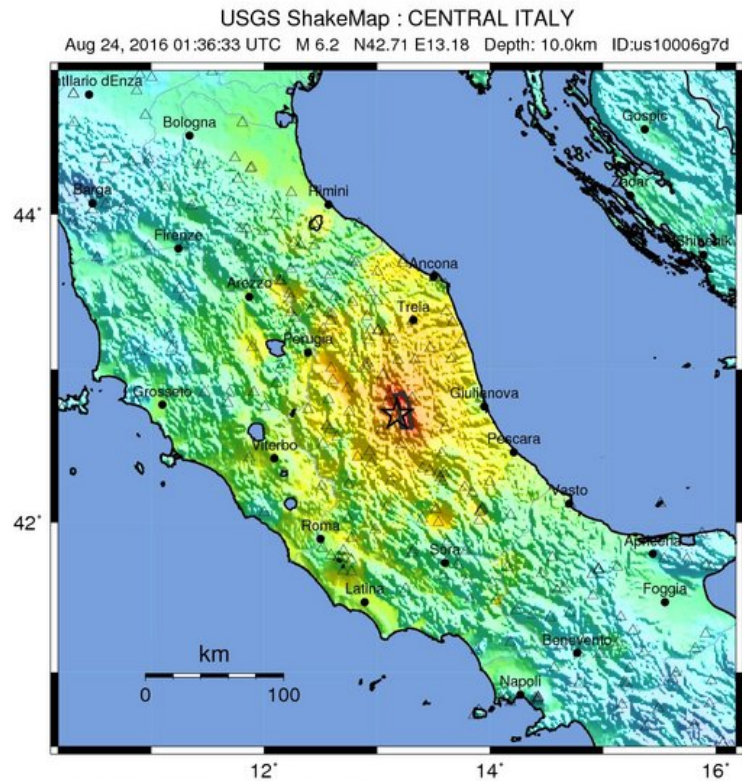 USGS ShakeMap : CENTRAL ITALY
Aug 24, 2016 01:36:33 UTC M 6.2 N42.71 E13.18 Depth: 10.0km ID:us10006g7d
ntIlario dEnza
Gospic
Bologna
Zadar
Barga
Rimini
44˚
Firenze
Shibenik
Ancona
Arezzo
Treia
Perugia
Grosseto
Giulianova
Viterbo
Pescara
Vasto
42˚
Roma
Apricena
Sora
Latina
Foggia
km
Benevento
0 100
Napoli
12˚ 14˚ 16˚